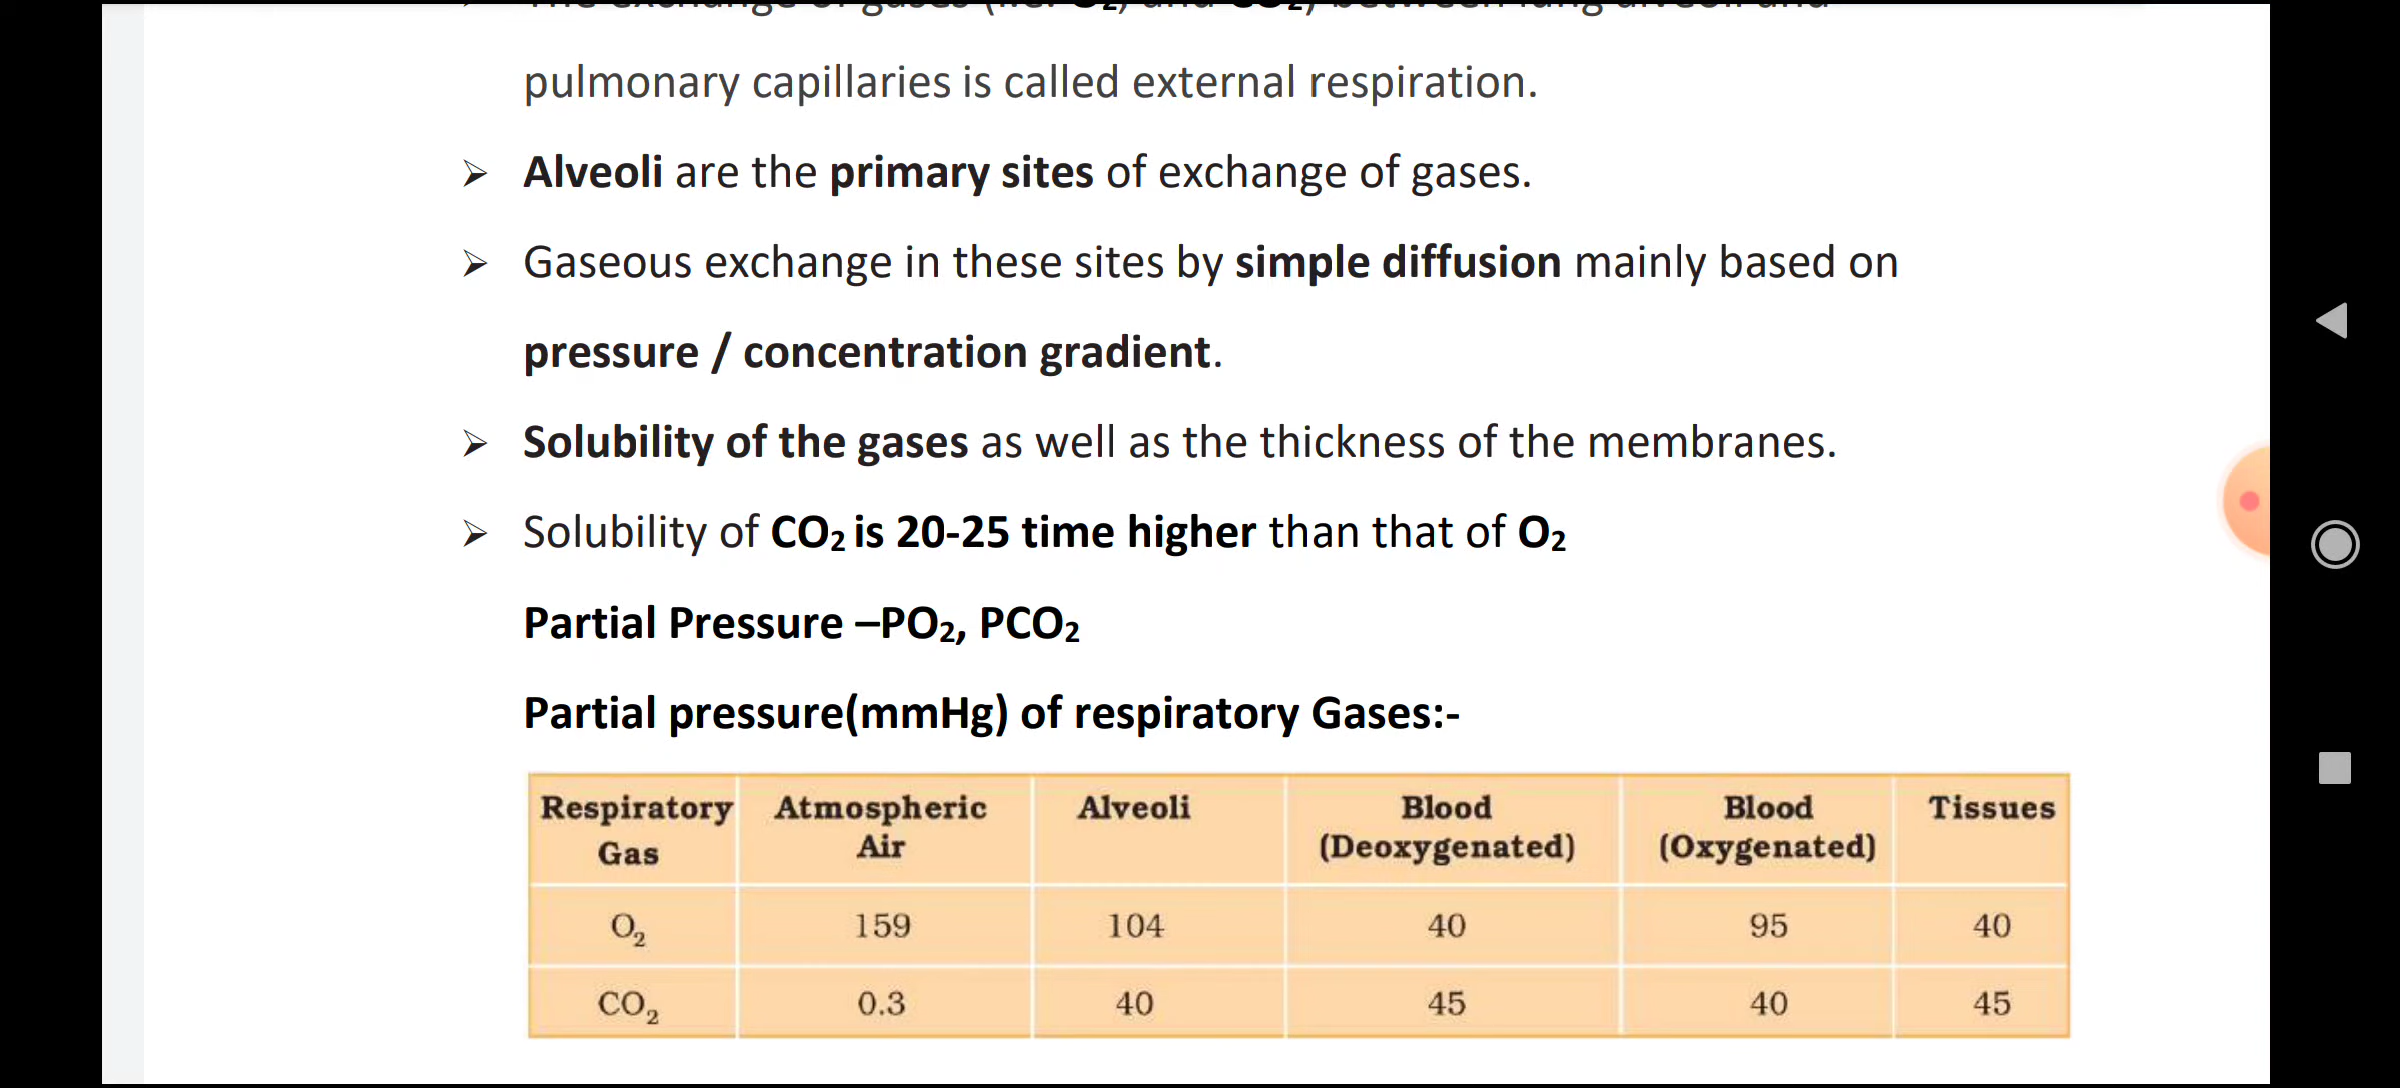 pulmonary capillaries is called external respiration.
➢ Alveoli are the primary sites of exchange of gases.
➢ Gaseous exchange in these sites by simple diffusion mainly based on
pressure / concentration gradient.
➢ Solubility of the gases as well as the thickness of the membranes.
➢ Solubility of CO₂ is 20-25 time higher than that of O₂
Partial Pressure –PO₂, PCO₂
Partial pressure(mmHg) of respiratory Gases:-
Respiratory Gas Atmospheric Air Alveoli Blood (Deoxygenated) Blood (Oxygenated) Tissues
O₂ 159 104 40 95 40
CO₂ 0.3 40 45 40 45